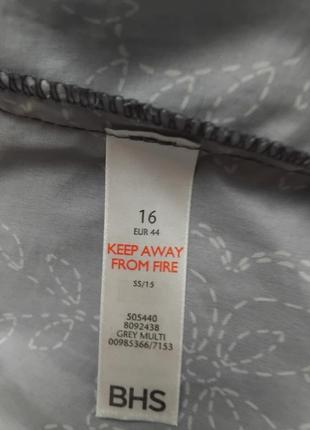 16
EUR 44
KEEP AWAY
FROM FIRE
SS/15
505440
8092438
GREY MULTI
00985366/7153
BHS